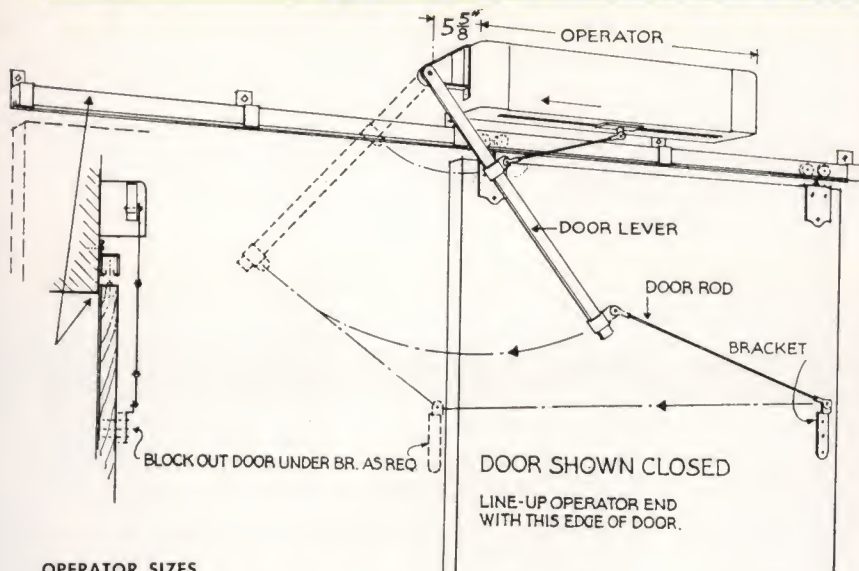 5 5/8"
OPERATOR
DOOR LEVER
DOOR ROD
BRACKET
BLOCK OUT DOOR UNDER BR. AS REQ
DOOR SHOWN CLOSED
LINE-UP OPERATOR END
WITH THIS EDGE OF DOOR.
OPERATOR SIZES